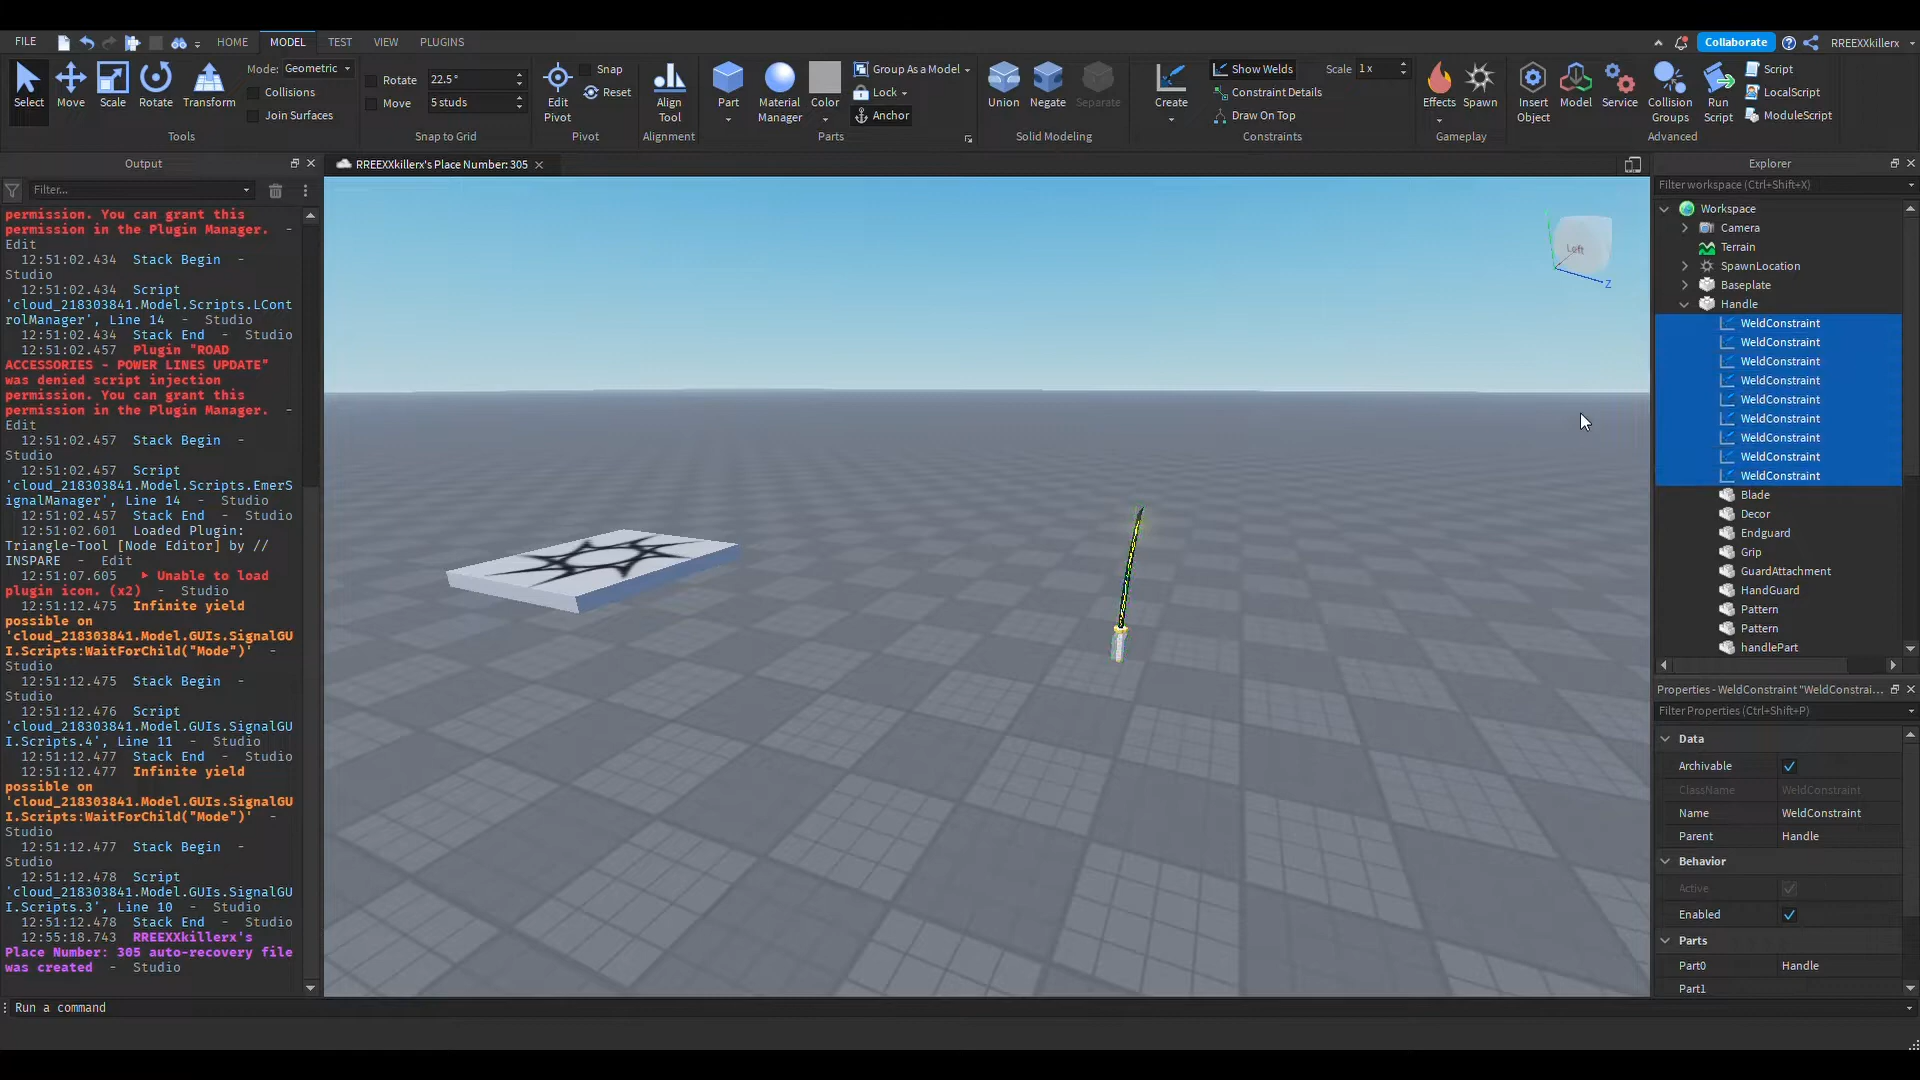 FILE
HOME
MODEL
TEST
VIEW
PLUGINS
Collaborate
RREEXXkillerx
Select
Move
Scale
Rotate
Transform
Mode: Geometric
Collisions
Join Surfaces
Tools
Rotate 22.5°
Move 5 studs
Snap to Grid
Edit
Pivot
Snap
Reset
Pivot
Align
Tool
Alignment
Part
Material
Manager
Color
Group As a Model
Lock
Anchor
Parts
Union
Negate
Separate
Solid Modeling
Create
Show Welds
Scale 1 x
Constraint Details
Draw On Top
Constraints
Effects
Spawn
Gameplay
Insert
Object
Model
Service
Collision
Groups
Run
Script
Script
LocalScript
ModuleScript
Advanced
Output
Filter...
permission. You can grant this
permission in the Plugin Manager. -
Edit
12:51:02.434 Stack Begin -
Studio
12:51:02.434 Script
'cloud_218303841.Model.Scripts.LCont
rolManager', Line 14 - Studio
12:51:02.434 Stack End - Studio
12:51:02.457 Plugin "ROAD
ACCESSORIES - POWER LINES UPDATE"
was denied script injection
permission. You can grant this
permission in the Plugin Manager. -
Edit
12:51:02.457 Stack Begin -
Studio
12:51:02.457 Script
'cloud_218303841.Model.Scripts.EmerS
ignalManager', Line 14 - Studio
12:51:02.457 Stack End - Studio
12:51:02.601 Loaded Plugin:
Triangle-Tool [Node Editor] by //
INSPARE - Edit
12:51:07.605 Unable to load
plugin icon. (x2) - Studio
12:51:12.475 Infinite yield
possible on
'cloud_218303841.Model.GUIs.SignalGU
I.Scripts:WaitForChild("Mode")' -
Studio
12:51:12.475 Stack Begin -
Studio
12:51:12.476 Script
'cloud_218303841.Model.GUIs.SignalGU
I.Scripts.4', Line 11 - Studio
12:51:12.477 Stack End - Studio
12:51:12.477 Infinite yield
possible on
'cloud_218303841.Model.GUIs.SignalGU
I.Scripts:WaitForChild("Mode")' -
Studio
12:51:12.477 Stack Begin -
Studio
12:51:12.478 Script
'cloud_218303841.Model.GUIs.SignalGU
I.Scripts.3', Line 10 - Studio
12:51:12.478 Stack End - Studio
12:55:18.743 RREEXXkillerx's
Place Number: 305 auto-recovery file
was created - Studio
RREEXXkillerx's Place Number: 305
Left
Z
Explorer
Filter workspace (Ctrl+Shift+X)
Workspace
Camera
Terrain
SpawnLocation
Baseplate
Handle
WeldConstraint
WeldConstraint
WeldConstraint
WeldConstraint
WeldConstraint
WeldConstraint
WeldConstraint
WeldConstraint
WeldConstraint
Blade
Decor
Endguard
Grip
GuardAttachment
HandGuard
Pattern
Pattern
handlePart
Properties - WeldConstraint "WeldConstrai...
Filter Properties (Ctrl+Shift+P)
Data
Archivable
ClassName WeldConstraint
Name WeldConstraint
Parent Handle
Behavior
Active
Enabled
Parts
Part0 Handle
Part1
Run a command